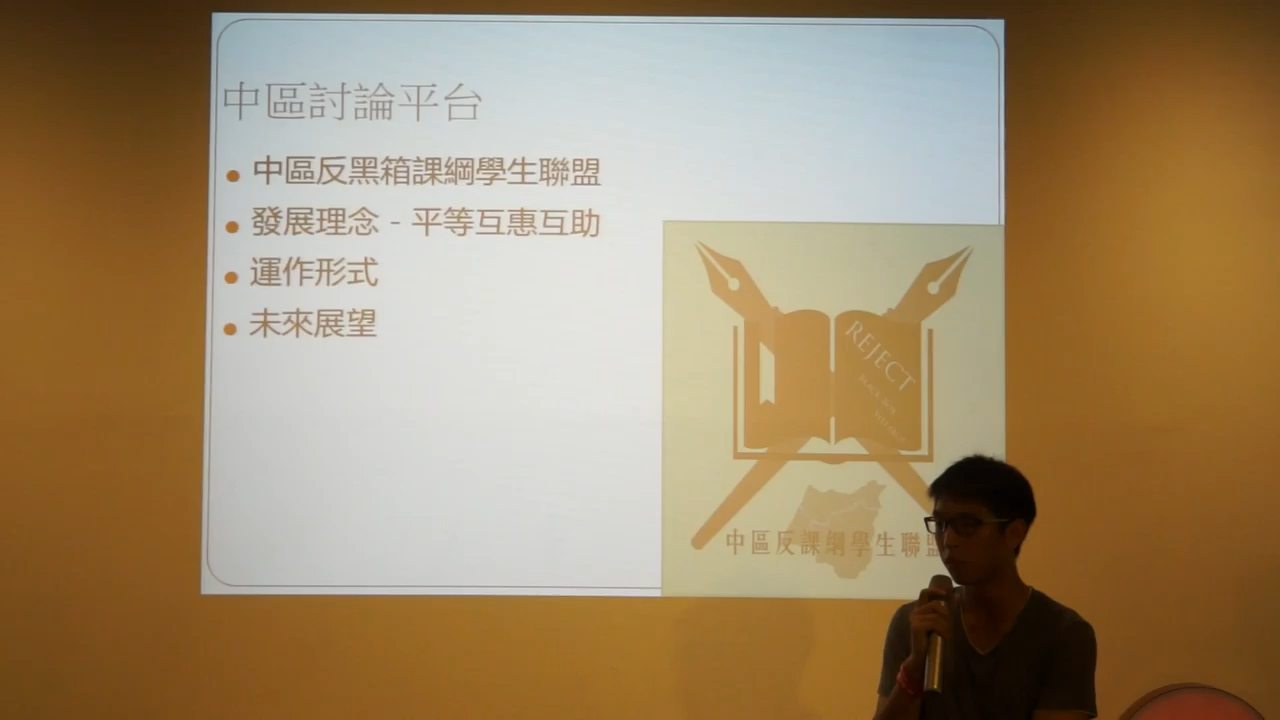 中區討論平台
中區反黑箱課綱學生聯盟
發展理念 - 平等互惠互助
運作形式
未來展望
REJECT
中區反課綱學生聯盟